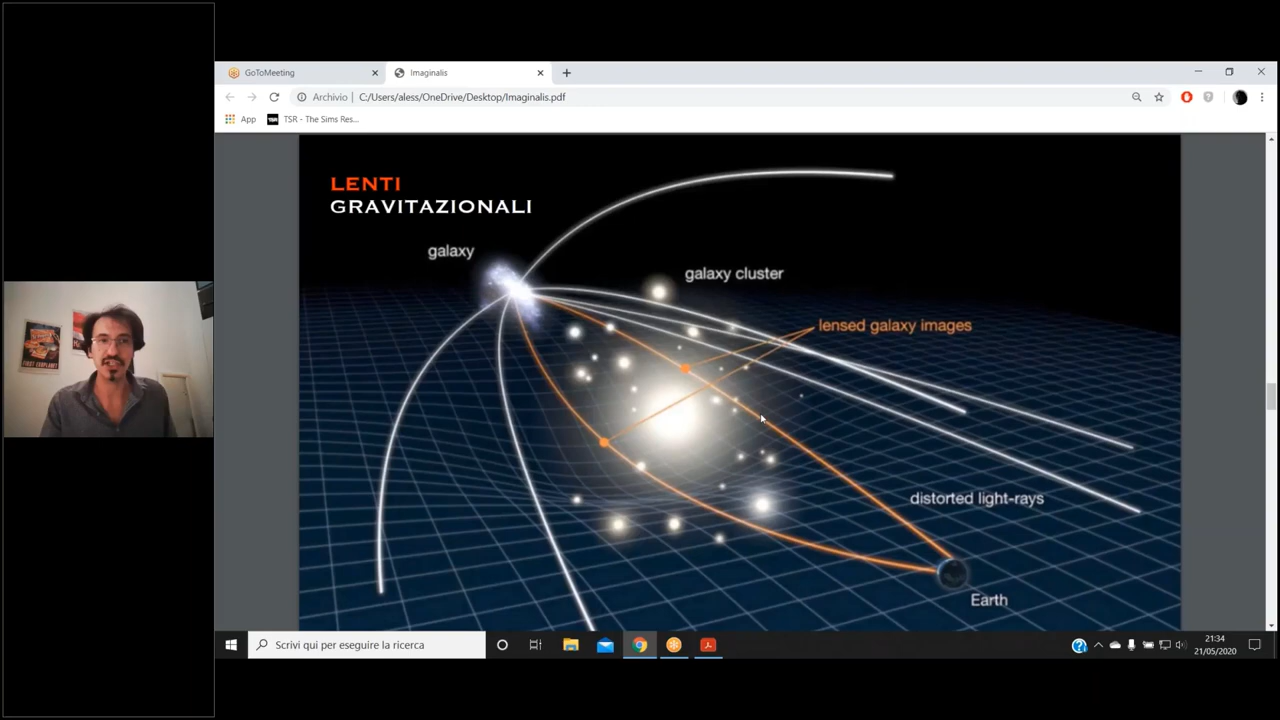 GoToMeeting
Imaginalis
Archivio
C:/Users/aless/OneDrive/Desktop/Imaginalis.pdf
App
TSR
TSR - The Sims Res...
LENTI
GRAVITAZIONALI
galaxy
galaxy cluster
lensed galaxy images
distorted light-rays
Earth
Scrivi qui per eseguire la ricerca
21:34
21/05/2020